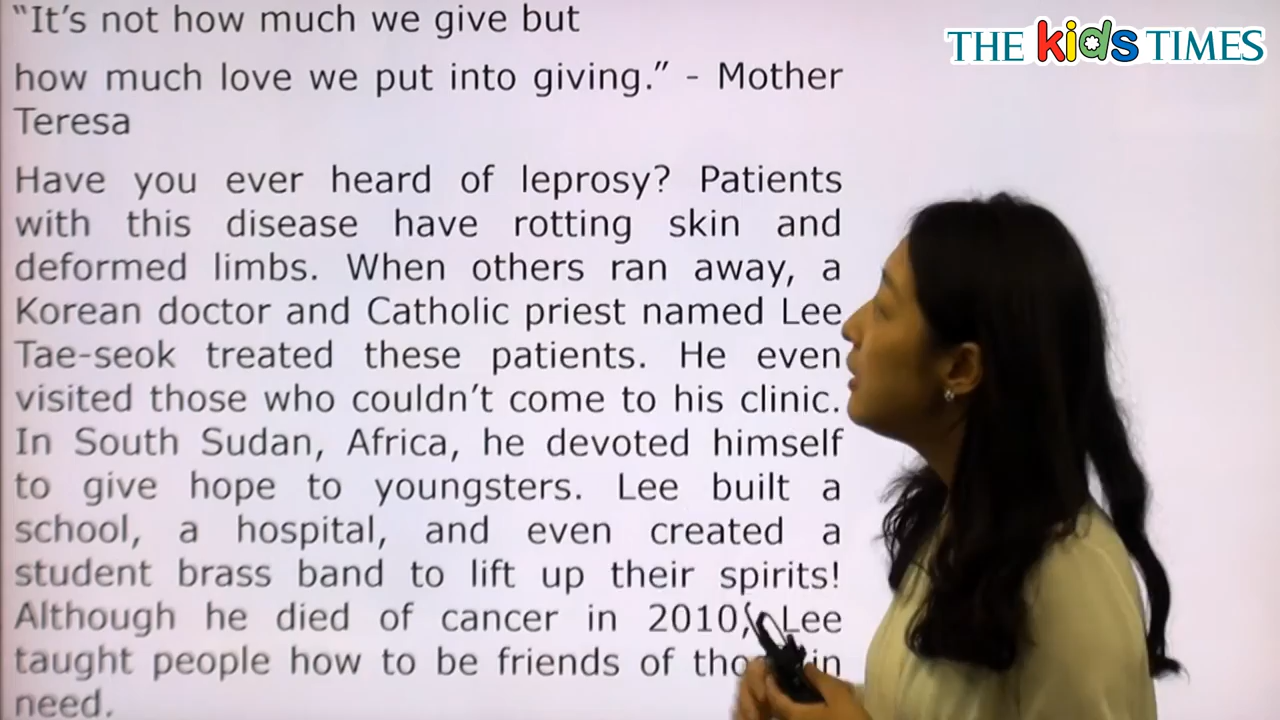 THE kids TIMES
“It’s not how much we give but
how much love we put into giving.” - Mother
Teresa
Have you ever heard of leprosy? Patients
with this disease have rotting skin and
deformed limbs. When others ran away, a
Korean doctor and Catholic priest named Lee
Tae-seok treated these patients. He even
visited those who couldn’t come to his clinic.
In South Sudan, Africa, he devoted himself
to give hope to youngsters. Lee built a
school, a hospital, and even created a
student brass band to lift up their spirits!
Although he died of cancer in 2010, Lee
taught people how to be friends of in
need.